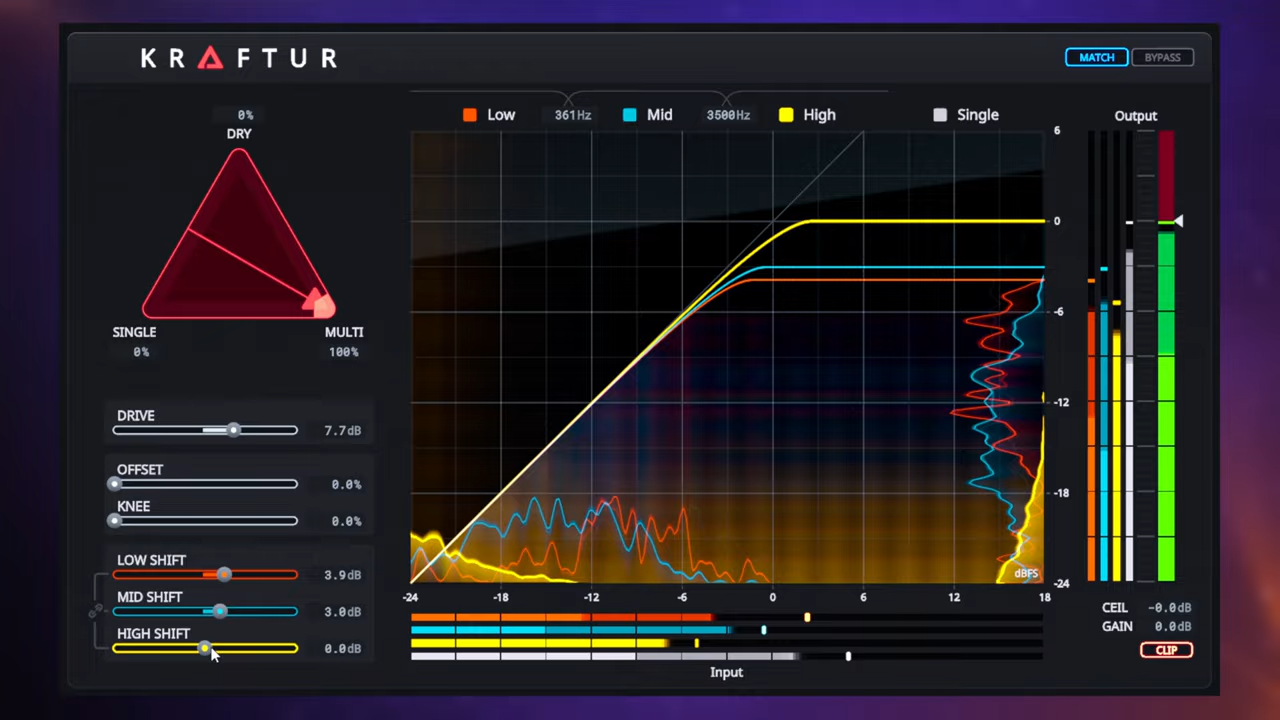 KRAFTUR
MATCH BYPASS
0%
DRY
SINGLE MULTI
0% 100%
DRIVE
7.7dB
OFFSET
0.0%
KNEE
0.0%
LOW SHIFT
3.9dB
MID SHIFT
3.0dB
HIGH SHIFT
0.0dB
Low 361Hz Mid 3500Hz High Single
6
0
-6
-12
-18
-24
dBFS
-24 -18 -12 -6 0 6 12 18
Input
Output
CEIL -0.0dB
GAIN 0.0dB
CLIP